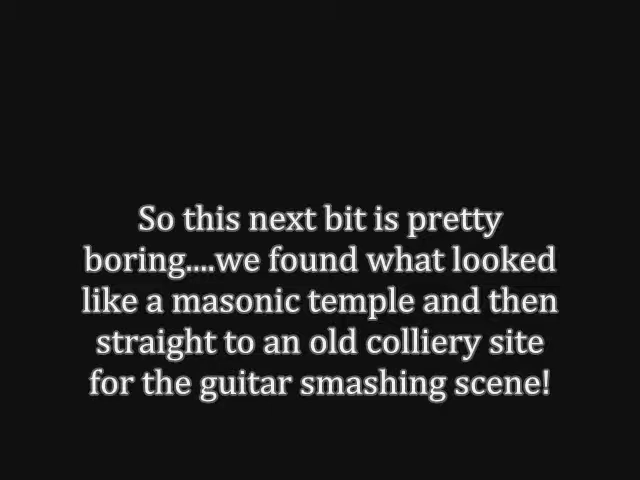 So this next bit is pretty
boring....we found what looked
like a masonic temple and then
straight to an old colliery site
for the guitar smashing scene!